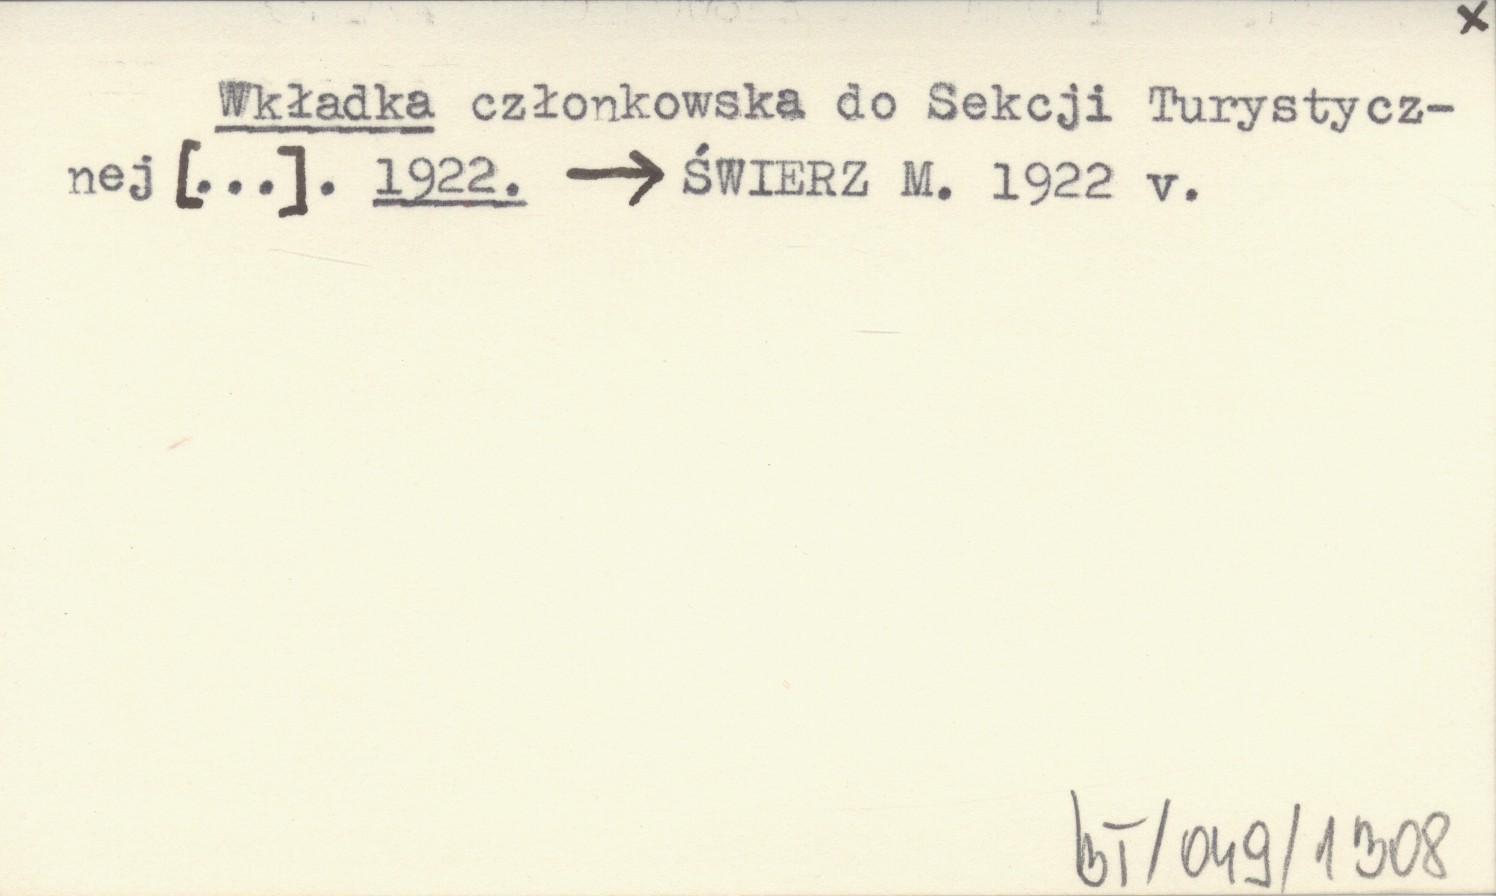 x
Wkładka członkowska do Sekcji Turystycz-
nej [...]. 1922. → ŚWIERZ M. 1922 v.
BT/049/1308